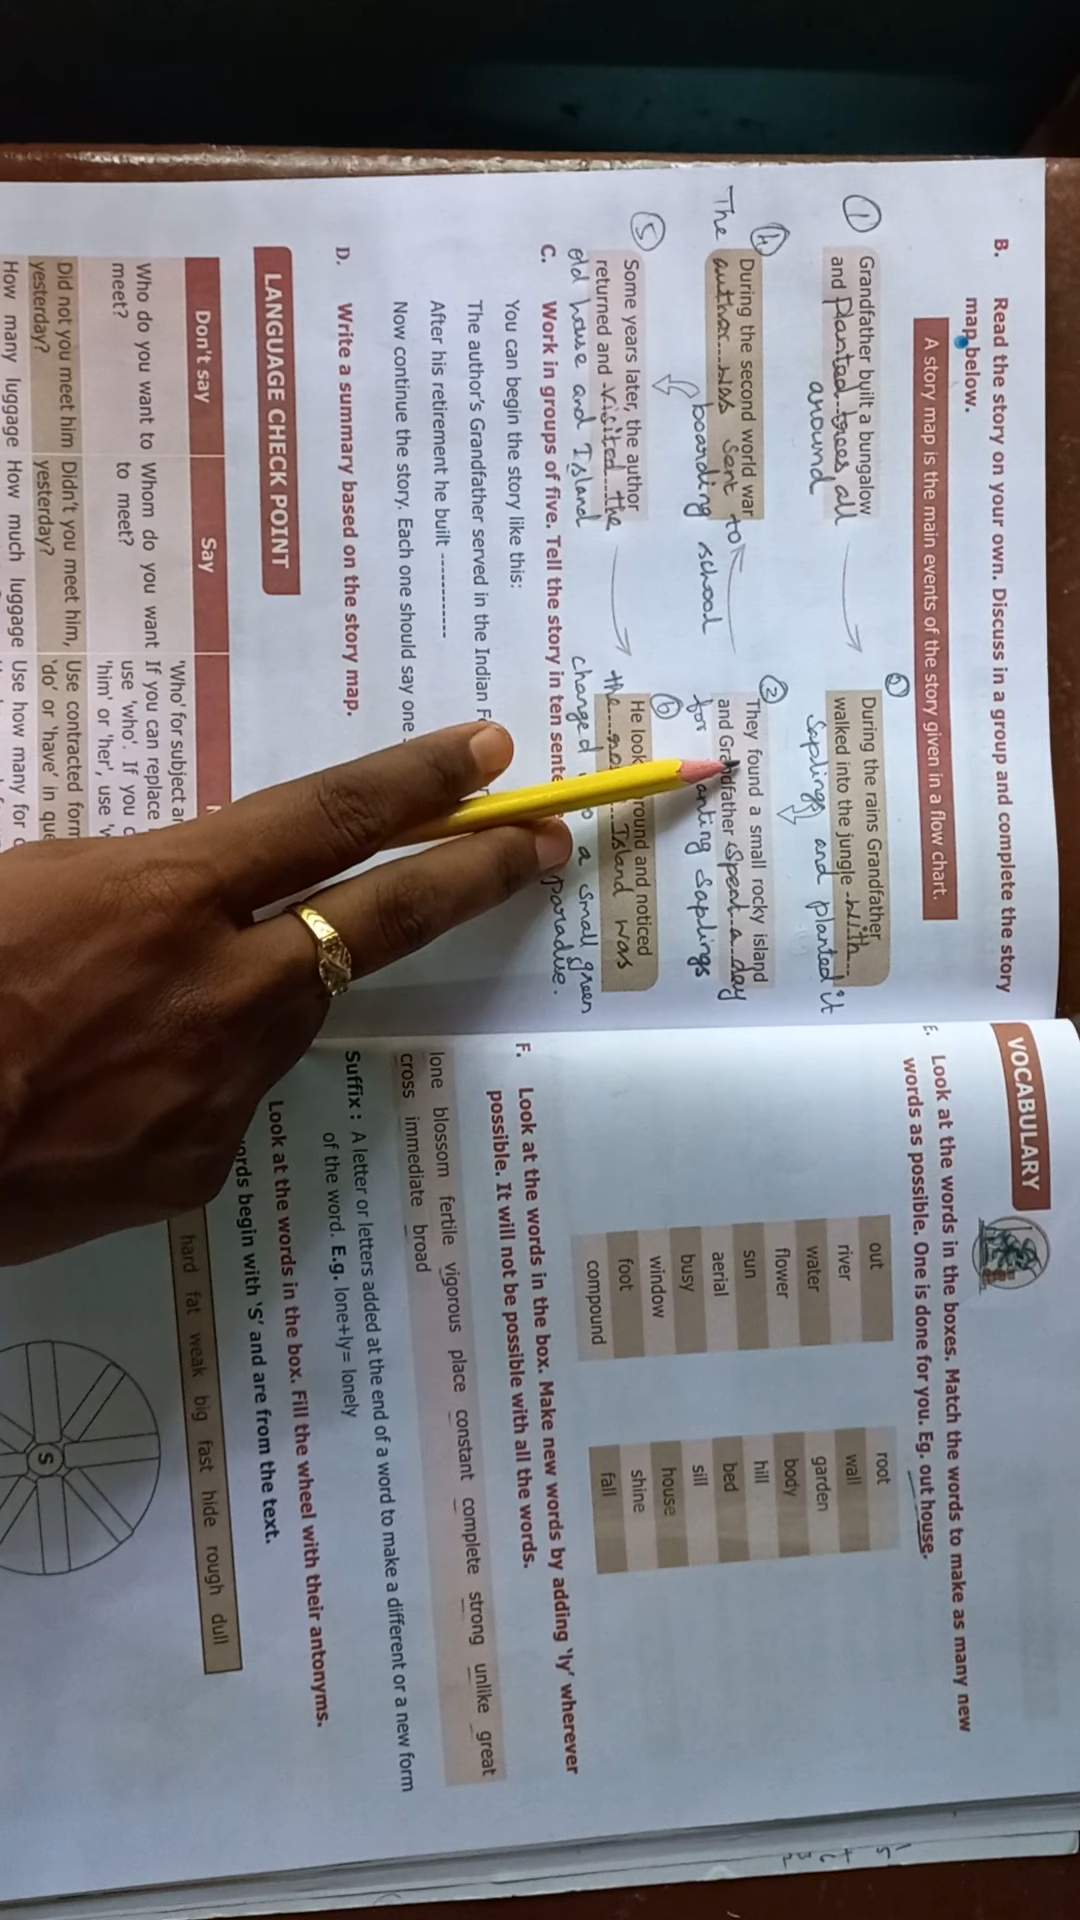 B. Read the story on your own. Discuss in a group and complete the story
map below.
A story map is the main events of the story given in a flow chart.
1
Grandfather built a bungalow
and planted trees all
around
2
During the rains Grandfather
walked into the jungle with
Saplings and planted it
3
They found a small rocky island
and Grandfather spent a day
for planting saplings
4
During the second world war
The author was sent to
boarding school
5
Some years later, the author
returned and visited the
old house and Island
6
He look round and noticed
the Island was
changed a small green
paradise.
C. Work in groups of five. Tell the story in ten sente
You can begin the story like this:
The author's Grandfather served in the Indian F
After his retirement he built -----------
Now continue the story. Each one should say one
D. Write a summary based on the story map.
LANGUAGE CHECK POINT
Don't say Say
Who do you want to meet? Whom do you want to meet? 'Who' for subject
If you can replace
use 'who'. If you
'him' or 'her', use
Did not you meet him yesterday? Didn't you meet him, yesterday? Use contracted form
'do' or 'have' in
How many luggage How much luggage Use how many for
VOCABULARY
E. Look at the words in the boxes. Match the words to make as many new
words as possible. One is done for you. Eg. out house.
out root
river wall
water garden
flower body
sun hill
aerial bed
busy sill
window house
foot shine
compound fall
F. Look at the words in the box. Make new words by adding 'ly' wherever
possible. It will not be possible with all the words.
lone blossom fertile vigorous place constant complete strong unlike great
cross immediate broad
Suffix : A letter or letters added at the end of a word to make a different or a new form
of the word. E.g. lone+ly= lonely
Look at the words in the box. Fill the wheel with their antonyms.
words begin with 'S' and are from the text.
hard fat weak big fast hide rough dull
S